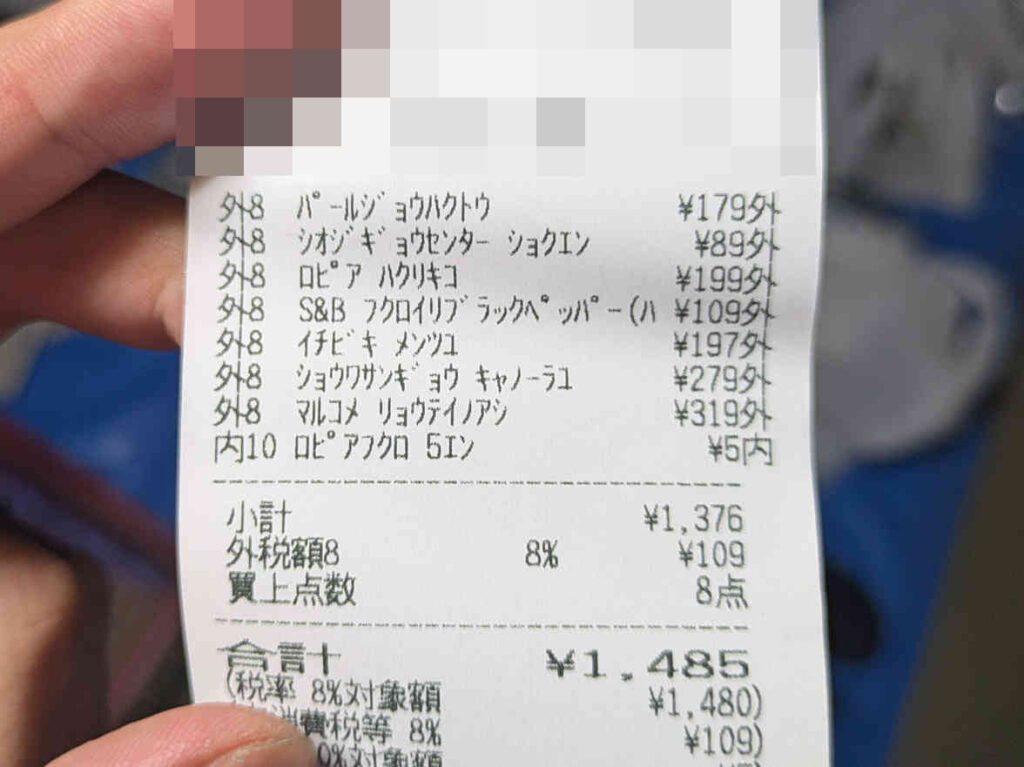 外8 パールジョウハクトウ ¥179外
外8 シオジギョウセンター ショクエン ¥89外
外8 ロピア ハクリキコ ¥199外
外8 S&B フクロイリブラックペッパー(ハ ¥109外
外8 イチビキ メンツユ ¥197外
外8 ショウワサンギョウ キャノーラユ ¥279外
外8 マルコメ リョウテイノアシ ¥319外
内10 ロピアフクロ 5エン ¥5内
小計 ¥1,376
外税額8 8% ¥109
買上点数 8点
合計 ¥1,485
(税率 8%対象額 ¥1,480)
消費税等 8% ¥109)
0%対象額